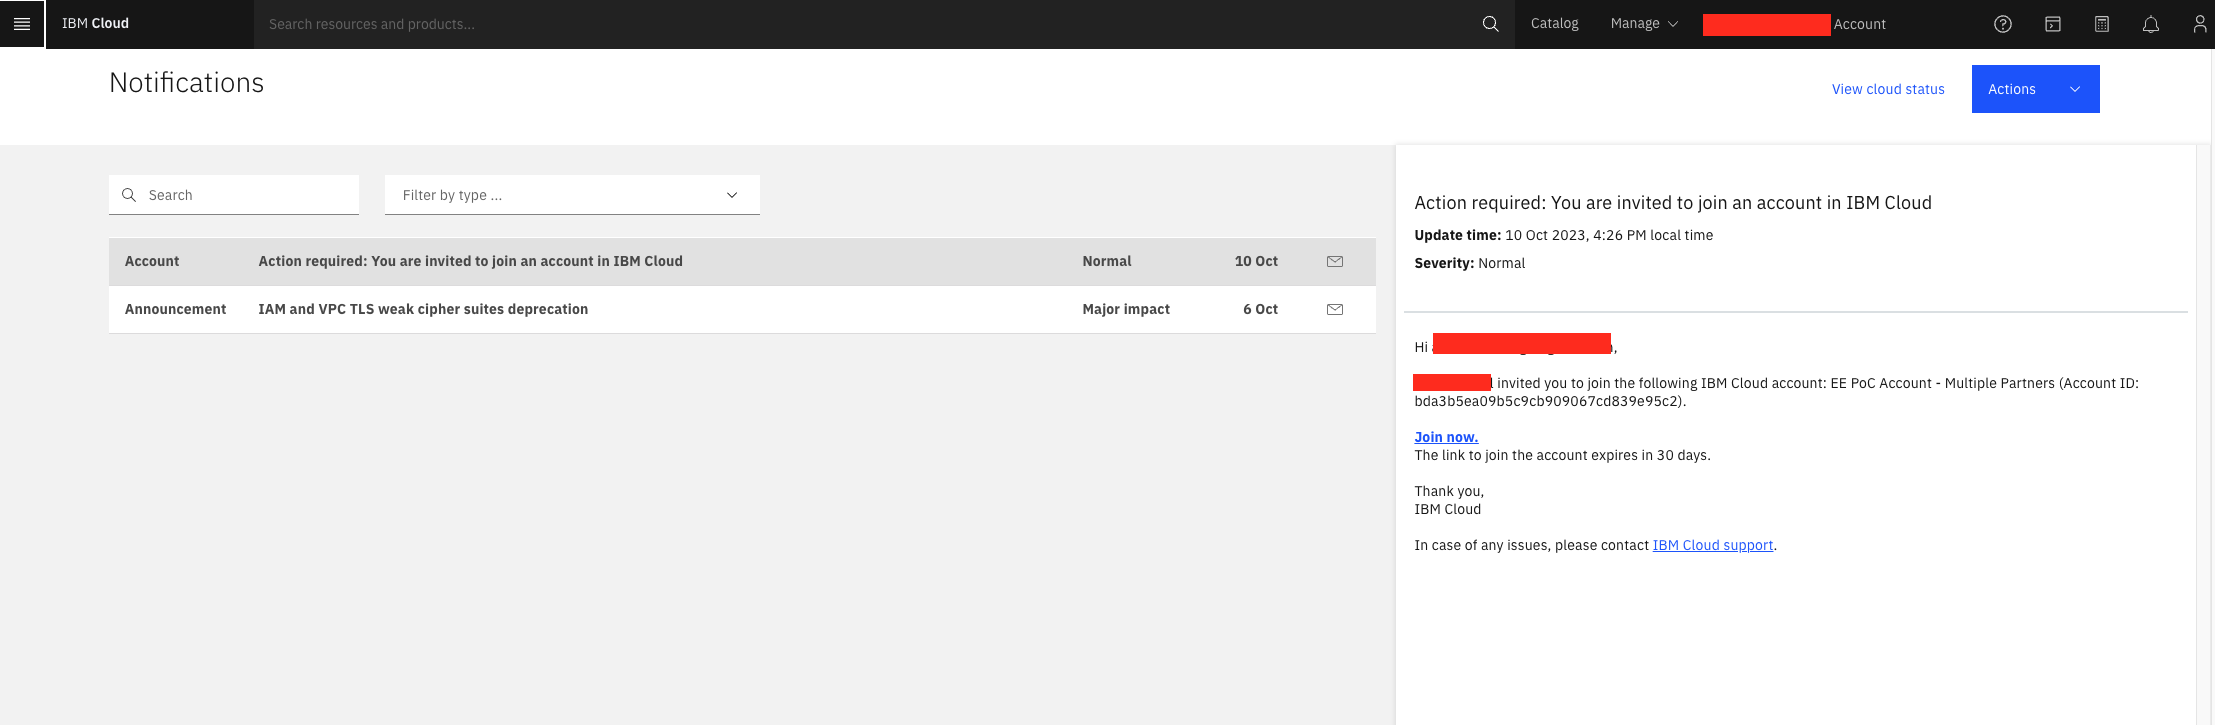 IBM Cloud
Search resources and products...
Catalog
Manage
Account
Notifications
View cloud status
Actions
Search
Filter by type ...
Account Action required: You are invited to join an account in IBM Cloud Normal 10 Oct
Announcement IAM and VPC TLS weak cipher suites deprecation Major impact 6 Oct
Action required: You are invited to join an account in IBM Cloud
Update time: 10 Oct 2023, 4:26 PM local time
Severity: Normal
Hi ,
invited you to join the following IBM Cloud account: EE PoC Account - Multiple Partners (Account ID:
bda3b5ea09b5c9cb909067cd839e95c2).
Join now.
The link to join the account expires in 30 days.
Thank you,
IBM Cloud
In case of any issues, please contact IBM Cloud support.